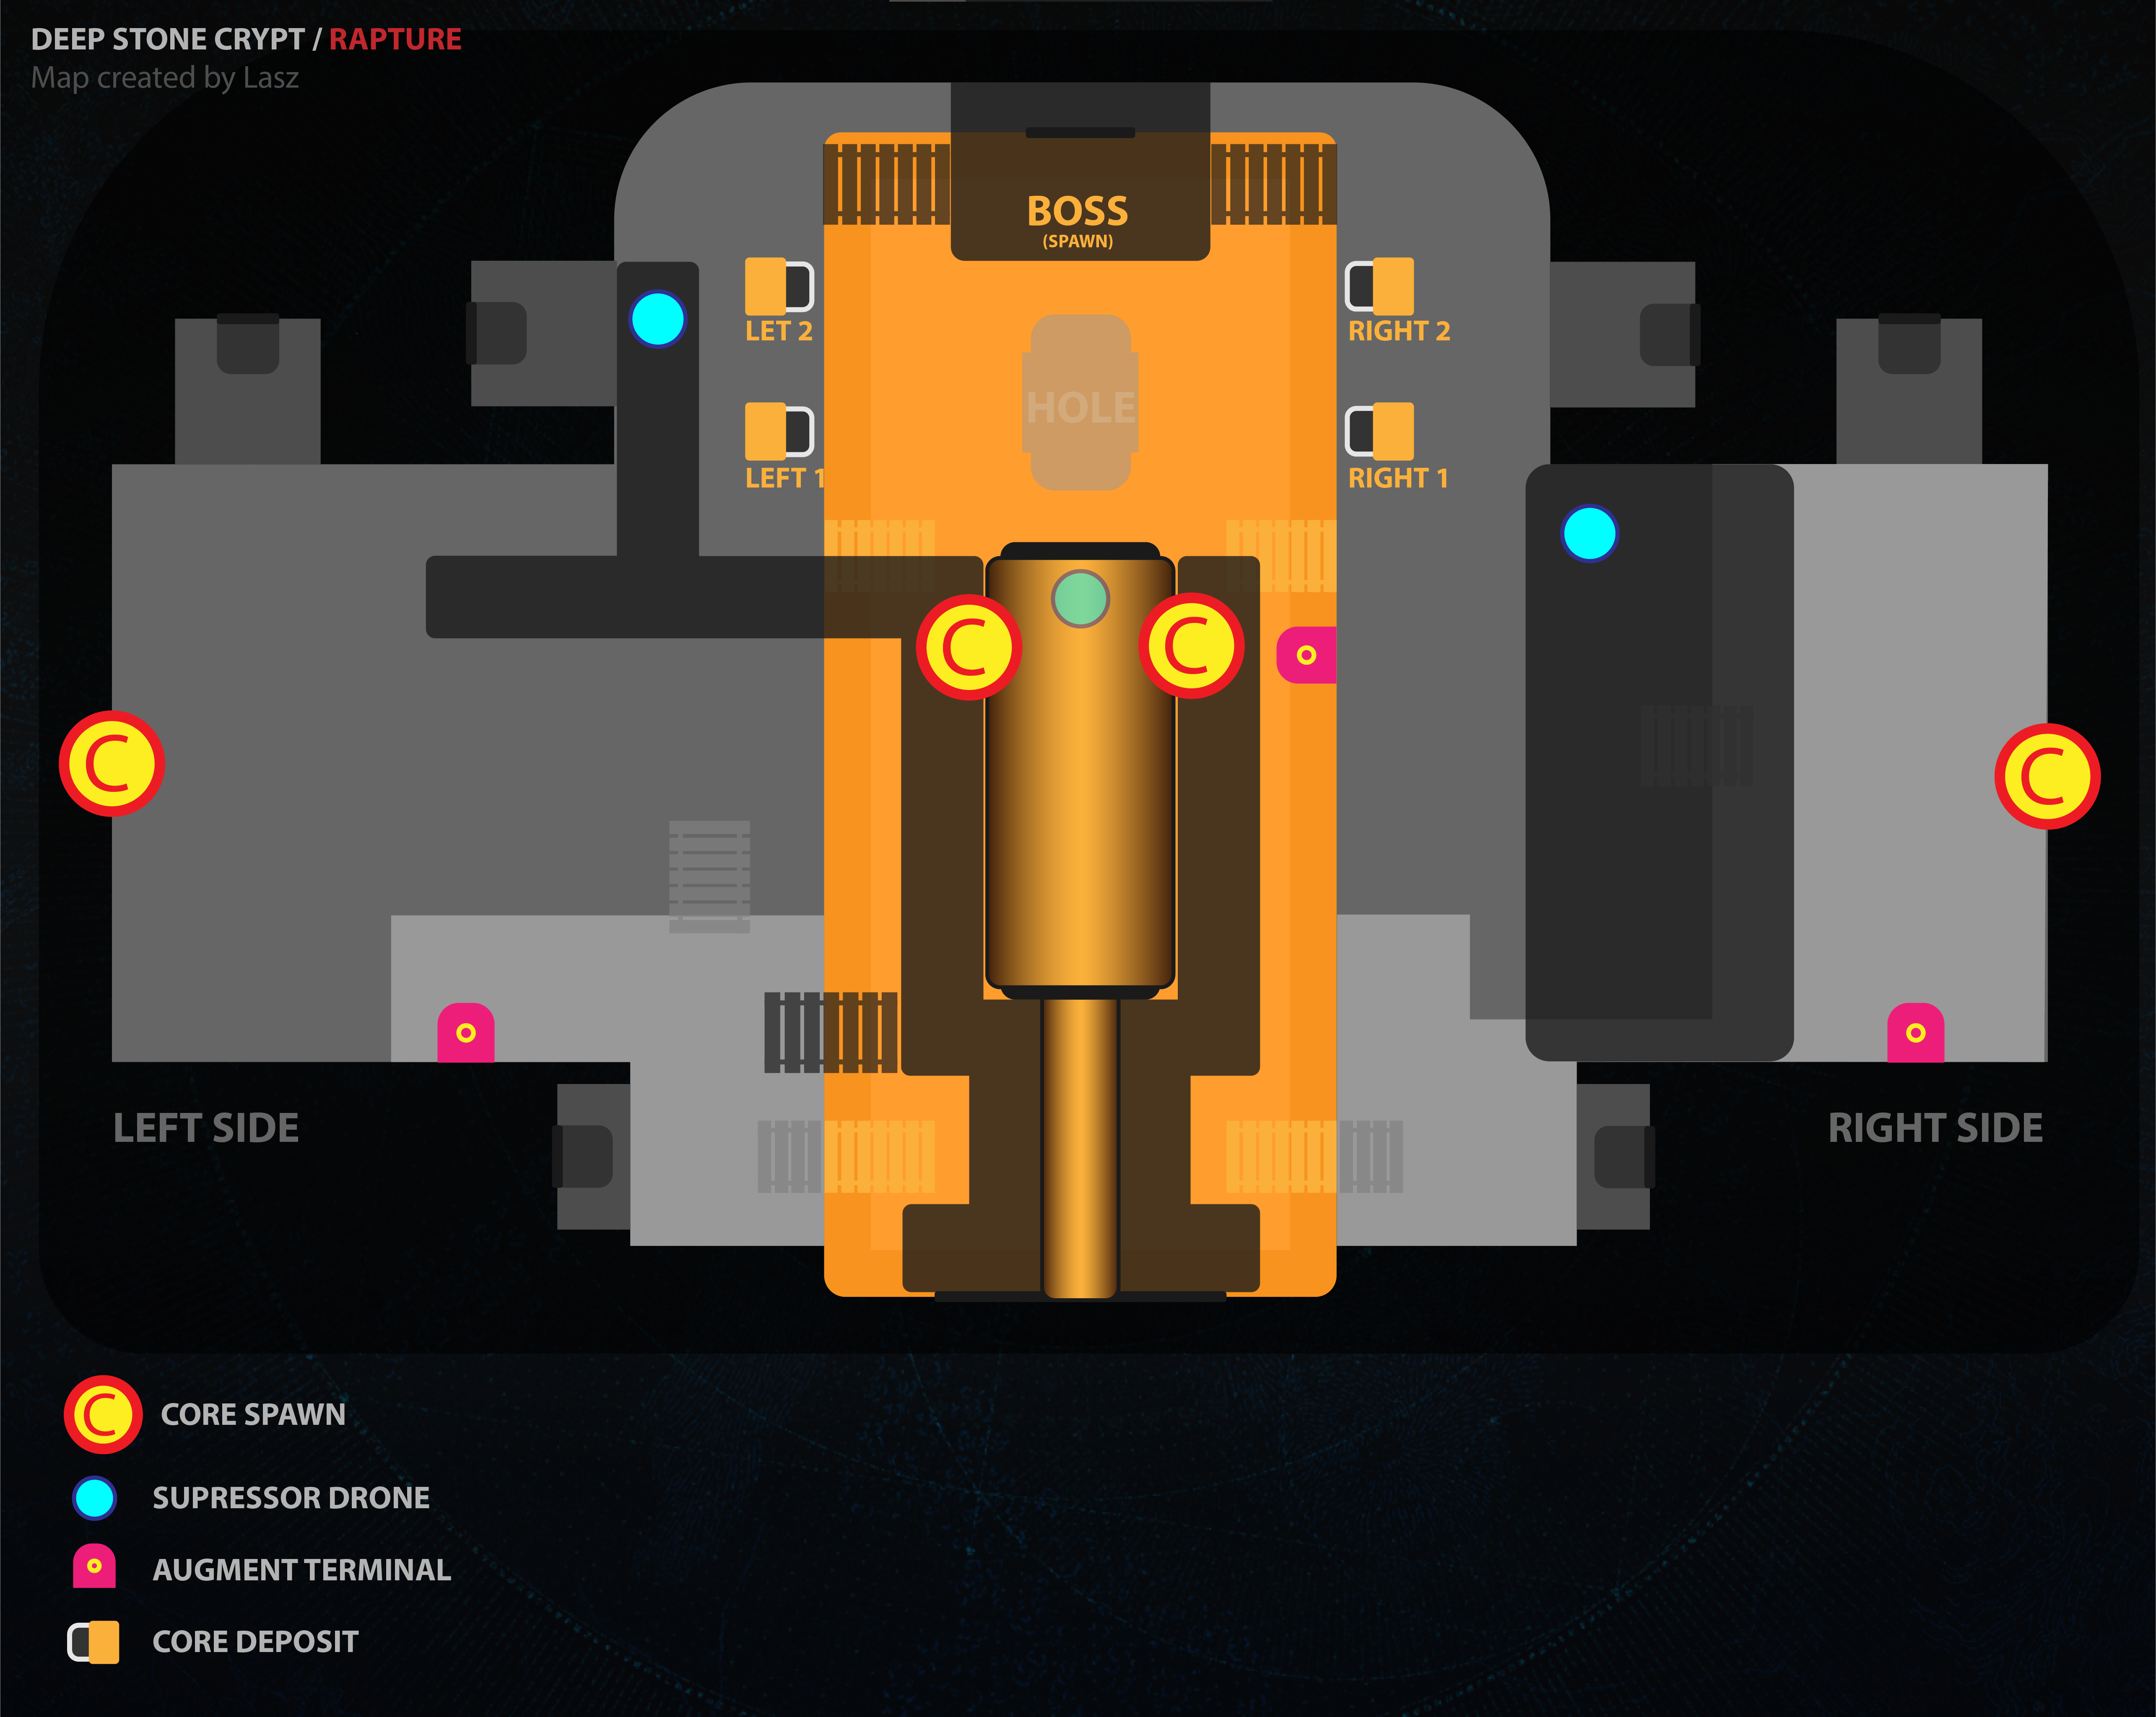 DEEP STONE CRYPT / RAPTURE
Map created by Lasz
BOSS
(SPAWN)
LET 2
RIGHT 2
HOLE
LEFT 1
RIGHT 1
C
C
C
C
LEFT SIDE
RIGHT SIDE
C CORE SPAWN
SUPRESSOR DRONE
AUGMENT TERMINAL
CORE DEPOSIT